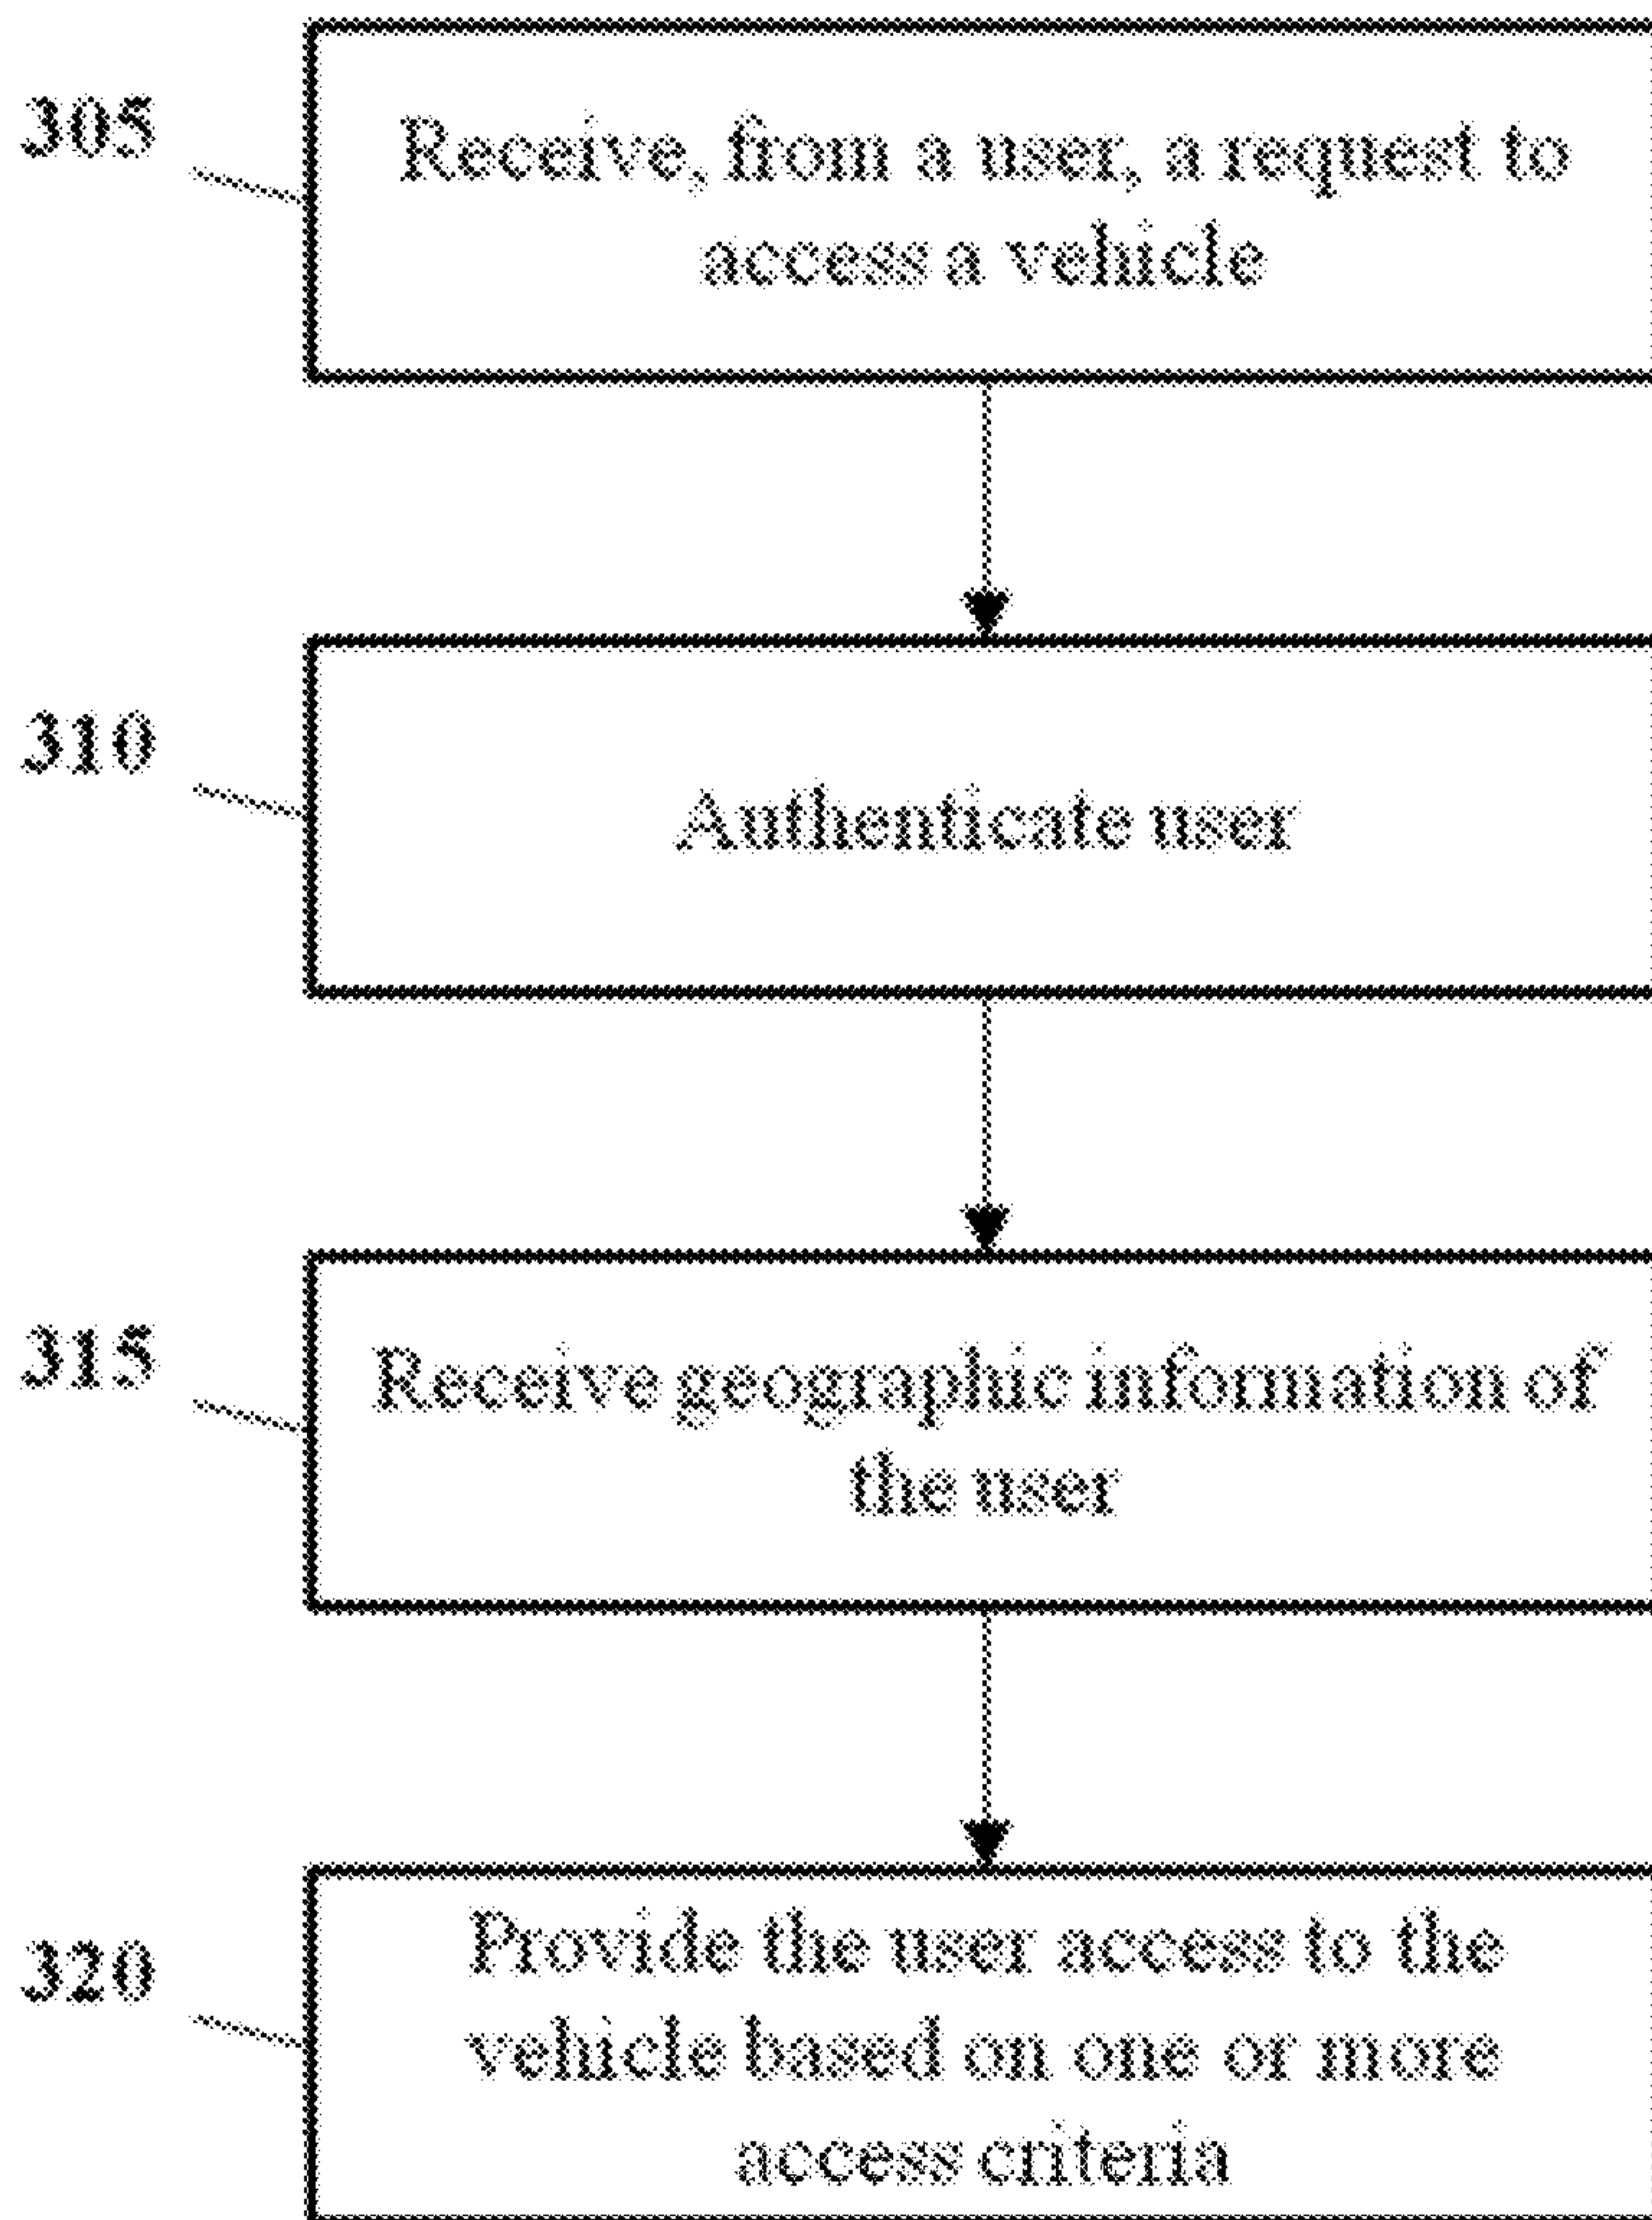 305
Receive, from a user, a request to
access a vehicle
310
Authenticate user
315
Receive geographic information of
the user
320
Provide the user access to the
vehicle based on one or more
access criteria